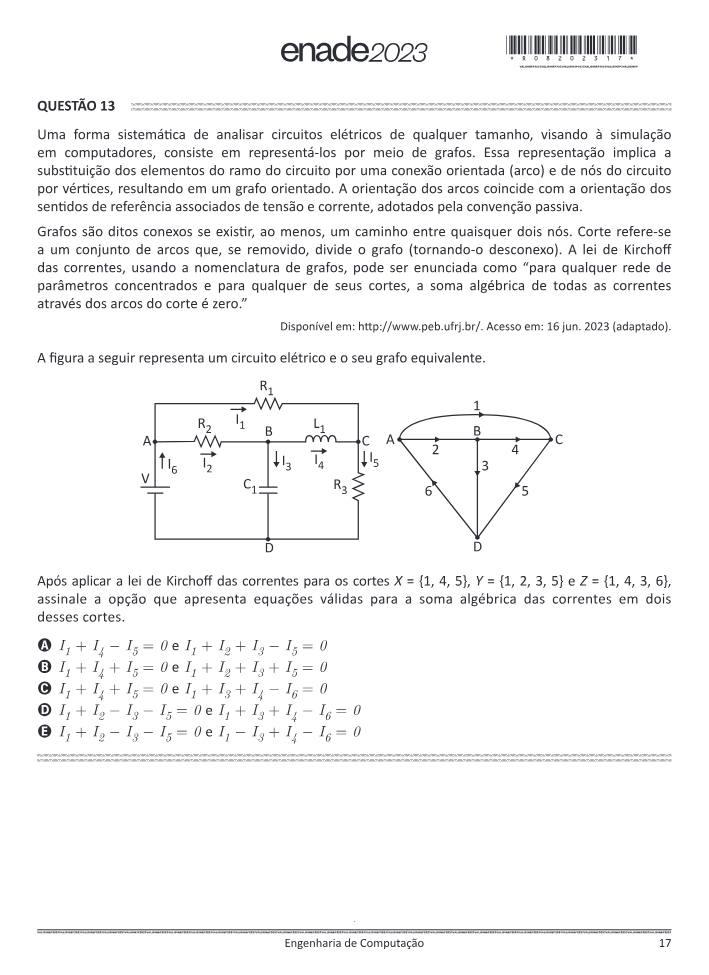 enade2023
*R08202317*
QUESTÃO 13
Uma forma sistemática de analisar circuitos elétricos de qualquer tamanho, visando à simulação
em computadores, consiste em representá-los por meio de grafos. Essa representação implica a
substituição dos elementos do ramo do circuito por uma conexão orientada (arco) e de nós do circuito
por vértices, resultando em um grafo orientado. A orientação dos arcos coincide com a orientação dos
sentidos de referência associados de tensão e corrente, adotados pela convenção passiva.
Grafos são ditos conexos se existir, ao menos, um caminho entre quaisquer dois nós. Corte refere-se
a um conjunto de arcos que, se removido, divide o grafo (tornando-o desconexo). A lei de Kirchoff
das correntes, usando a nomenclatura de grafos, pode ser enunciada como “para qualquer rede de
parâmetros concentrados e para qualquer de seus cortes, a soma algébrica de todas as correntes
através dos arcos do corte é zero.”
Disponível em: http://www.peb.ufrj.br/. Acesso em: 16 jun. 2023 (adaptado).
A figura a seguir representa um circuito elétrico e o seu grafo equivalente.
R1
I1
R2
B
L1
A
C
I2
I3
I4
I5
I6
V
C1
R3
D
1
A
B
C
2
4
3
6
5
D
Após aplicar a lei de Kirchoff das correntes para os cortes X = {1, 4, 5}, Y = {1, 2, 3, 5} e Z = {1, 4, 3, 6},
assinale a opção que apresenta equações válidas para a soma algébrica das correntes em dois
desses cortes.
A I1 + I4 − I5 = 0 e I1 + I2 + I3 − I5 = 0
B I1 + I4 + I5 = 0 e I1 + I2 + I3 + I5 = 0
C I1 + I4 + I5 = 0 e I1 + I3 + I4 − I6 = 0
D I1 + I2 − I3 − I5 = 0 e I1 + I3 + I4 − I6 = 0
E I1 + I2 − I3 − I5 = 0 e I1 − I3 + I4 − I6 = 0
Engenharia de Computação
17